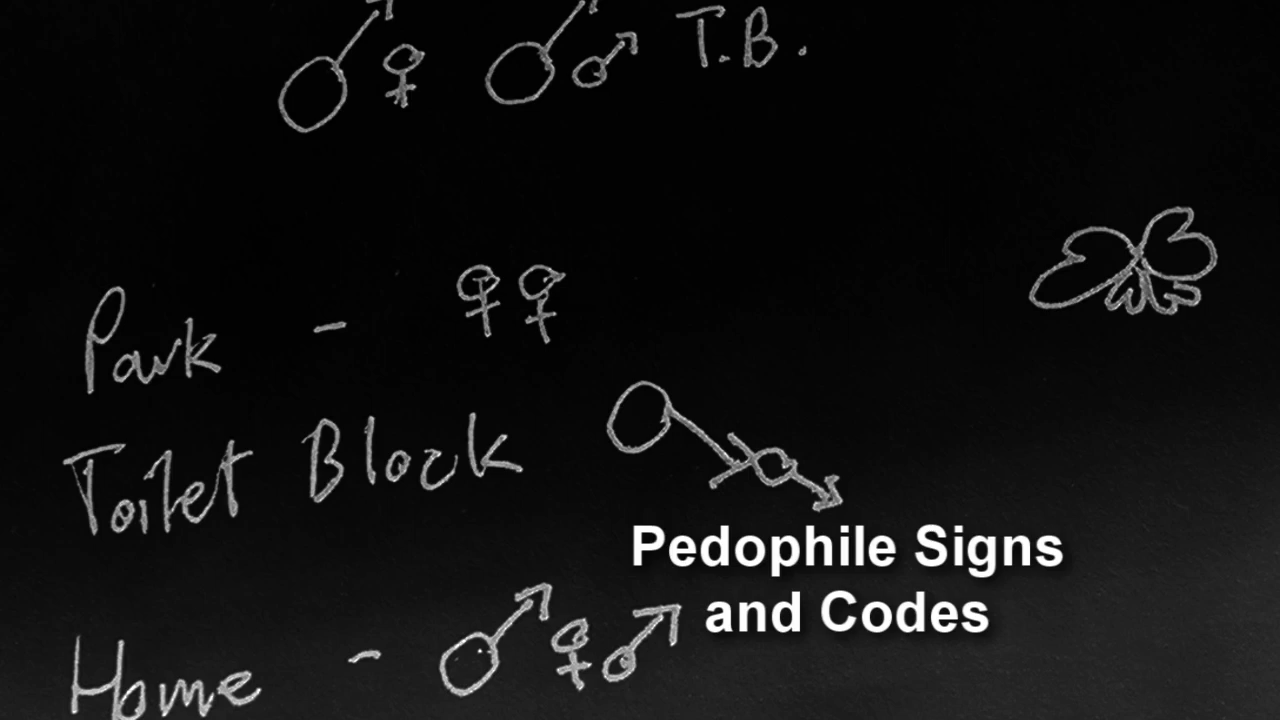 T.B.
Park -
Toilet Block
Pedophile Signs
and Codes
Home -